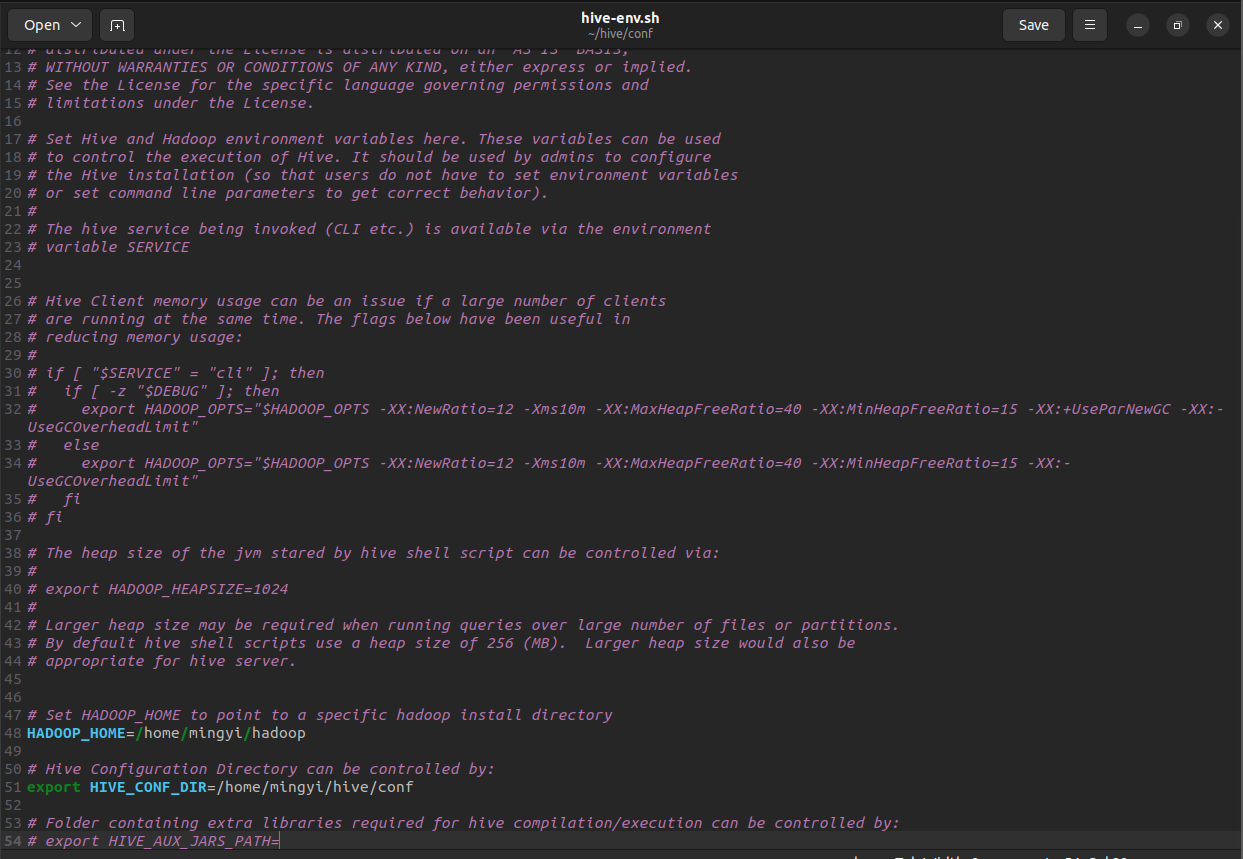 Open
hive-env.sh
~/hive/conf
Save
12 # distributed under the License is distributed on an "AS IS" BASIS,
13 # WITHOUT WARRANTIES OR CONDITIONS OF ANY KIND, either express or implied.
14 # See the License for the specific language governing permissions and
15 # limitations under the License.
16
17 # Set Hive and Hadoop environment variables here. These variables can be used
18 # to control the execution of Hive. It should be used by admins to configure
19 # the Hive installation (so that users do not have to set environment variables
20 # or set command line parameters to get correct behavior).
21 #
22 # The hive service being invoked (CLI etc.) is available via the environment
23 # variable SERVICE
24
25
26 # Hive Client memory usage can be an issue if a large number of clients
27 # are running at the same time. The flags below have been useful in
28 # reducing memory usage:
29 #
30 # if [ "$SERVICE" = "cli" ]; then
31 #   if [ -z "$DEBUG" ]; then
32 #     export HADOOP_OPTS="$HADOOP_OPTS -XX:NewRatio=12 -Xms10m -XX:MaxHeapFreeRatio=40 -XX:MinHeapFreeRatio=15 -XX:+UseParNewGC -XX:-
UseGCOverheadLimit"
33 #   else
34 #     export HADOOP_OPTS="$HADOOP_OPTS -XX:NewRatio=12 -Xms10m -XX:MaxHeapFreeRatio=40 -XX:MinHeapFreeRatio=15 -XX:-
UseGCOverheadLimit"
35 #   fi
36 # fi
37
38 # The heap size of the jvm stared by hive shell script can be controlled via:
39 #
40 # export HADOOP_HEAPSIZE=1024
41 #
42 # Larger heap size may be required when running queries over large number of files or partitions.
43 # By default hive shell scripts use a heap size of 256 (MB).  Larger heap size would also be
44 # appropriate for hive server.
45
46
47 # Set HADOOP_HOME to point to a specific hadoop install directory
48 HADOOP_HOME=/home/mingyi/hadoop
49
50 # Hive Configuration Directory can be controlled by:
51 export HIVE_CONF_DIR=/home/mingyi/hive/conf
52
53 # Folder containing extra libraries required for hive compilation/execution can be controlled by:
54 # export HIVE_AUX_JARS_PATH=